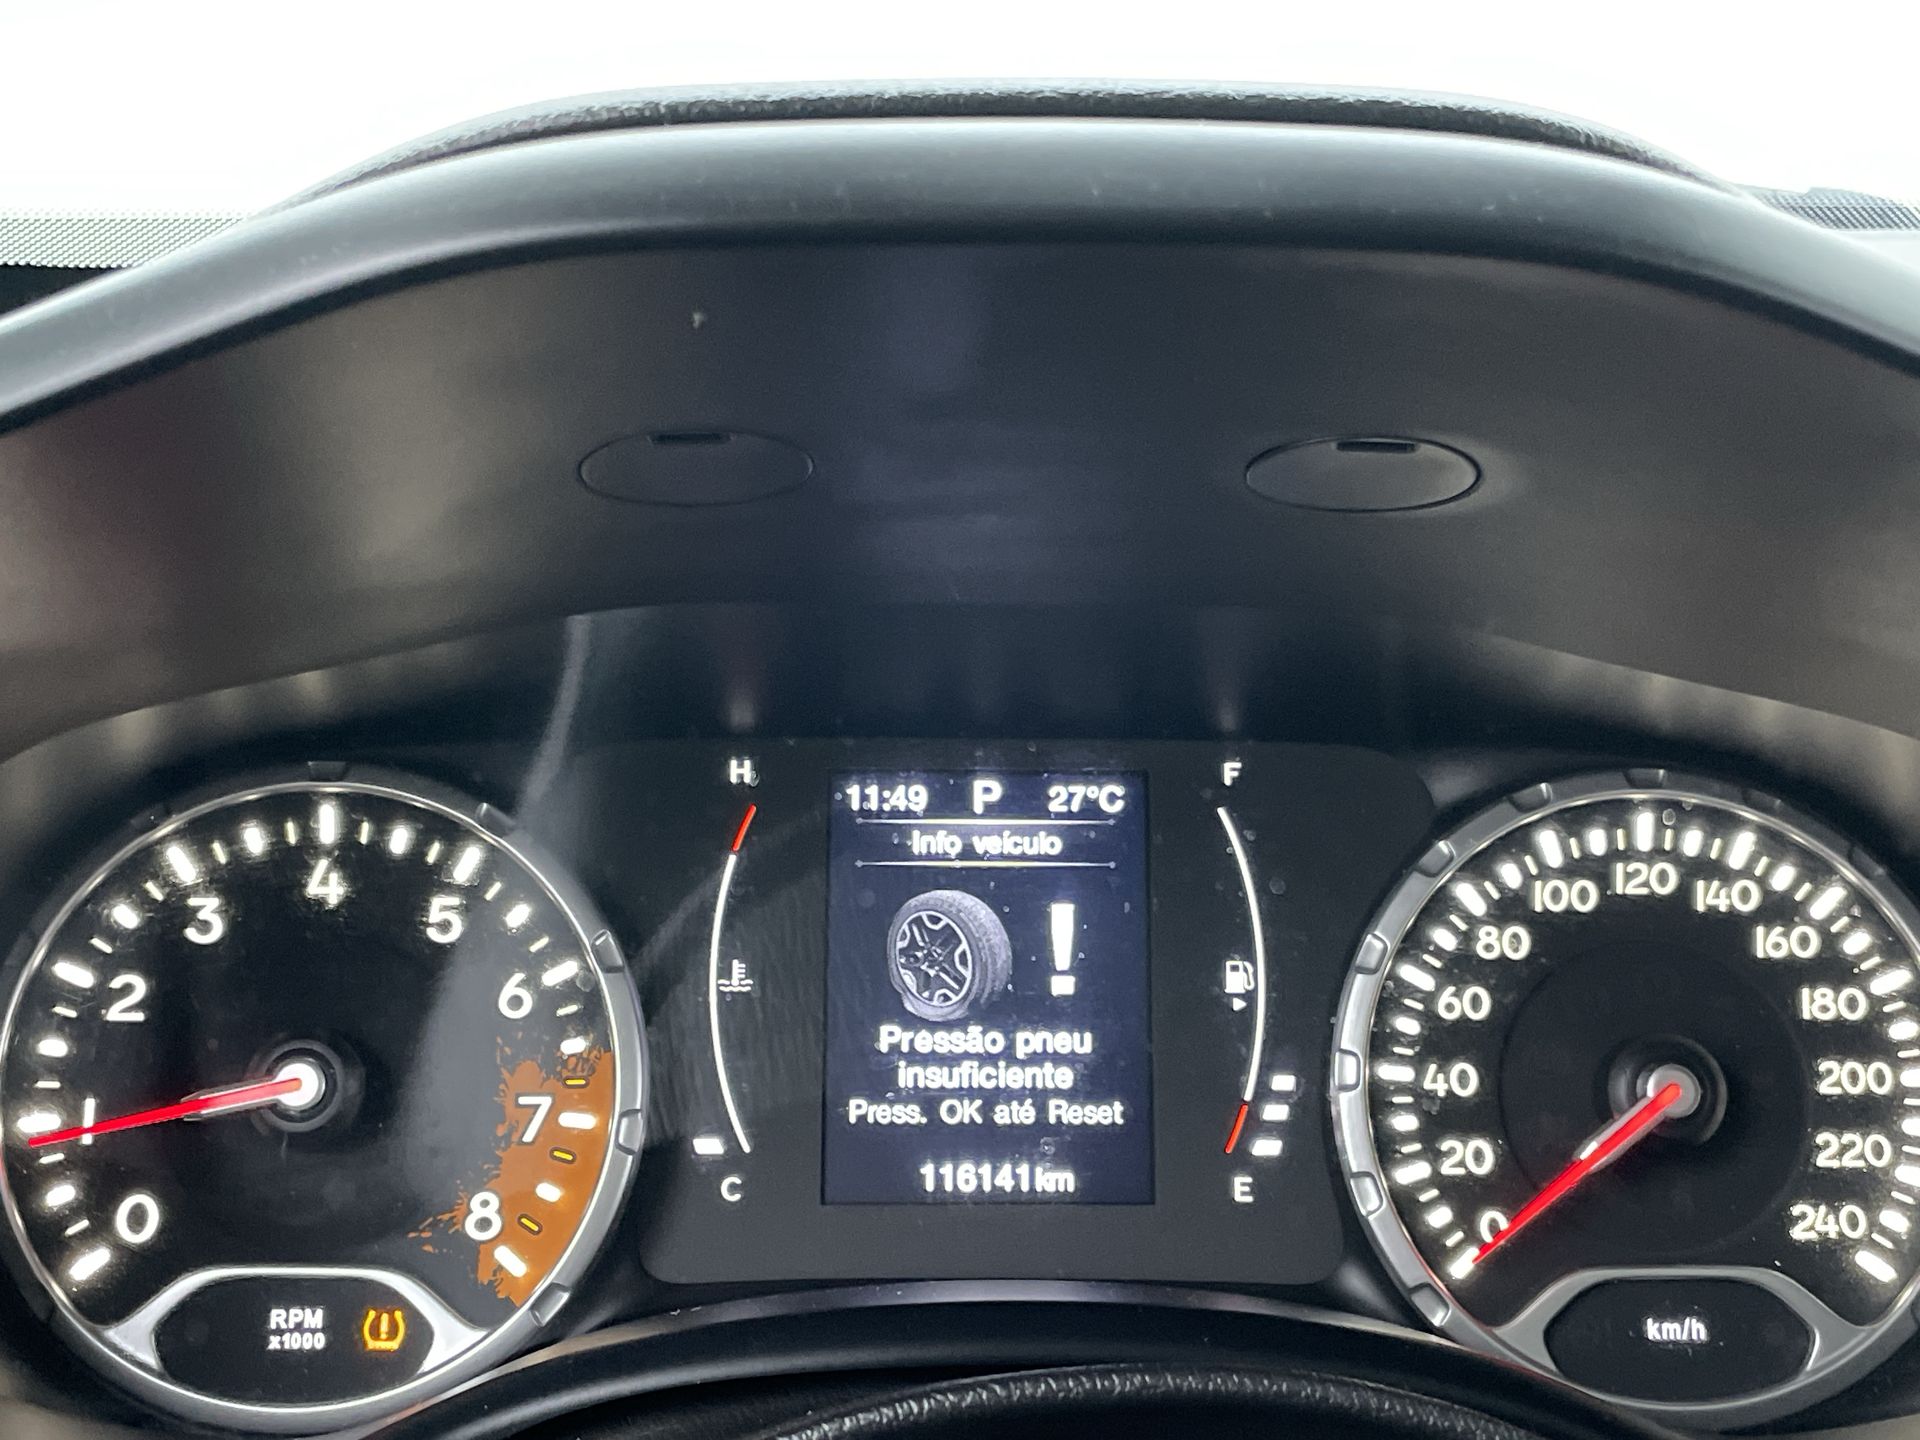 11:49 P 27°C
Info veículo
Pressão pneu
insuficiente
Press. OK até Reset
116141km
H
C
F
E
0
1
2
3
4
5
6
7
8
RPM
x1000
0
20
40
60
80
100
120
140
160
180
200
220
240
km/h